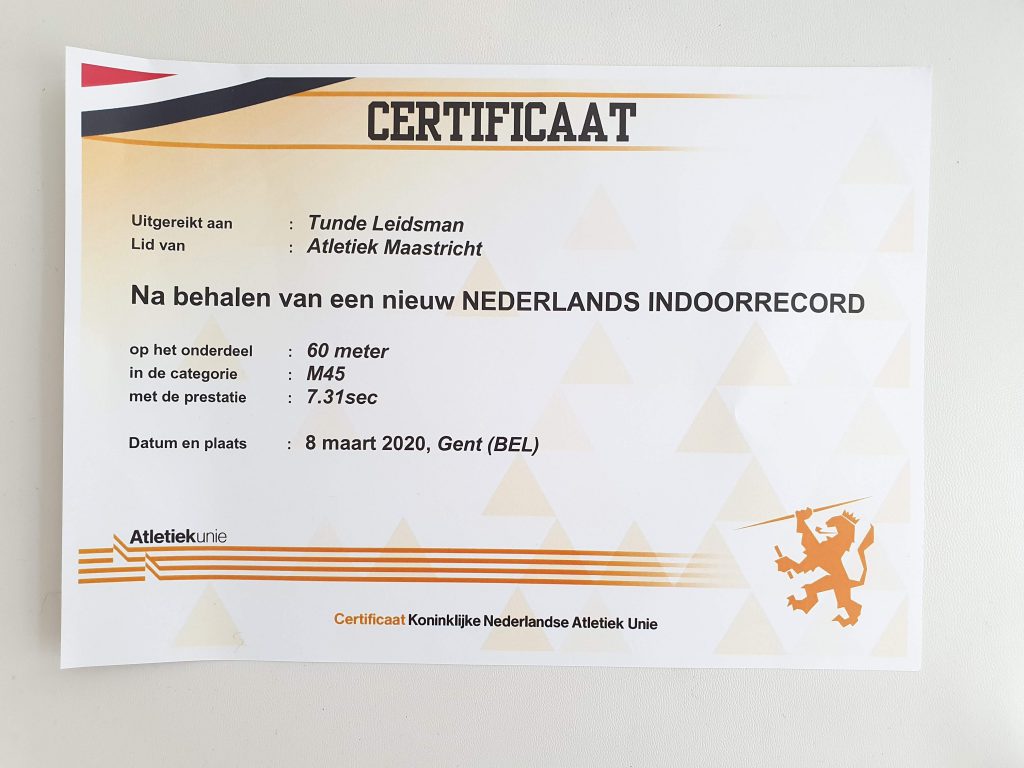 CERTIFICAAT
Uitgereikt aan : Tunde Leidsman
Lid van : Atletiek Maastricht
Na behalen van een nieuw NEDERLANDS INDOORRECORD
op het onderdeel : 60 meter
in de categorie : M45
met de prestatie : 7.31sec
Datum en plaats : 8 maart 2020, Gent (BEL)
Atletiekunie
Certificaat Koninklijke Nederlandse Atletiek Unie